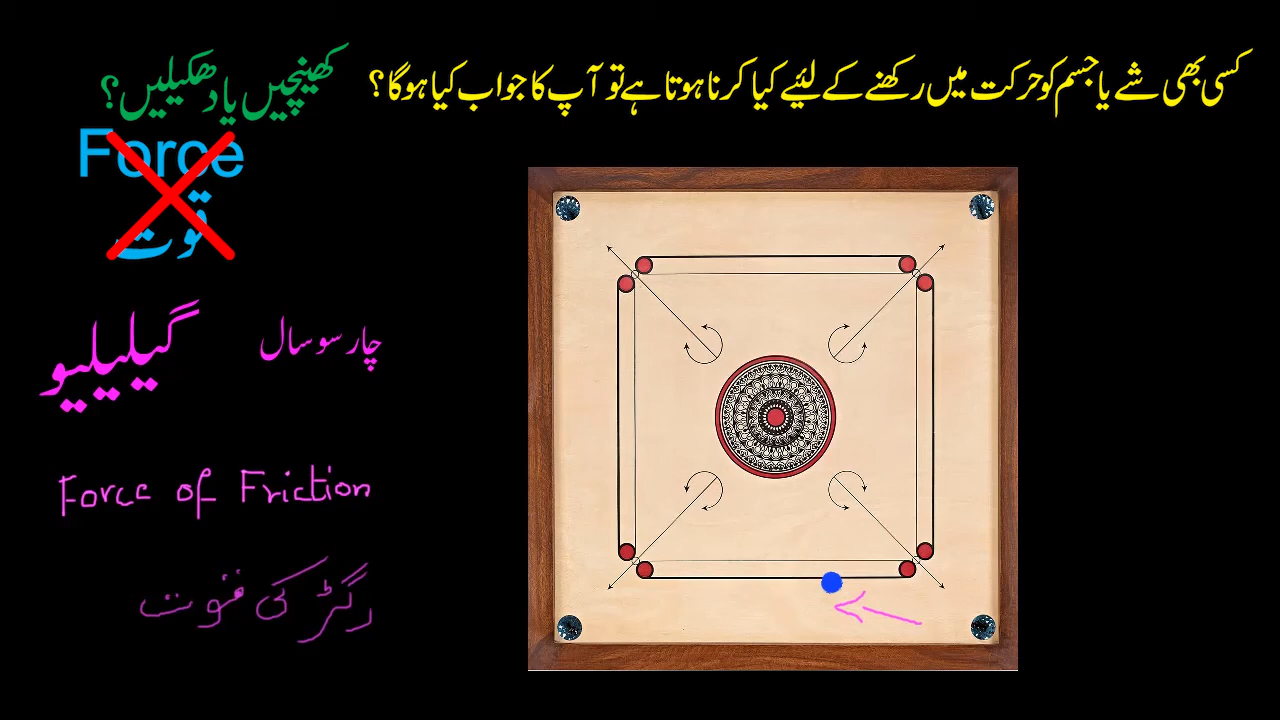 کسی بھی شے یا جسم کو حرکت میں رکھنے کے لئیے کیا کرنا ہوتا ہے تو آپ کا جواب کیا ہوگا؟
کھینچیں یا دھکیلیں؟
Force
قوت
چار سو سال
گیلیلیو
Force of Friction
رگڑ کی قوت